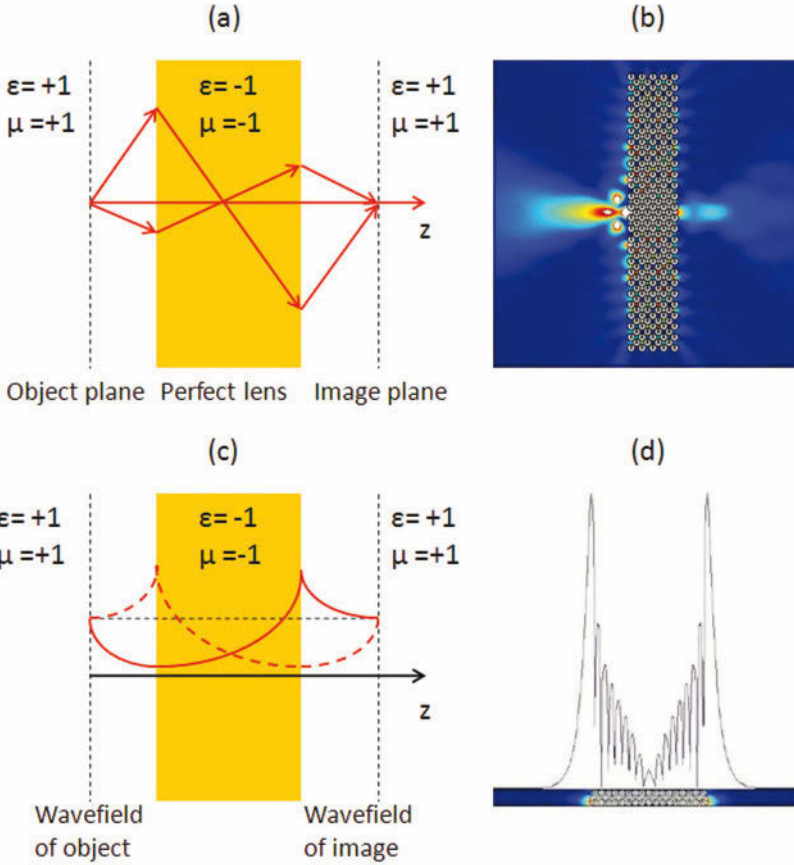 (a)
(b)
ε= +1
ε= -1
ε= +1
μ =+1
μ =-1
μ =+1
z
Object plane
Perfect lens
Image plane
(c)
(d)
ε= +1
ε= -1
ε= +1
μ =+1
μ =-1
μ =+1
z
Wavefield
of object
Wavefield
of image